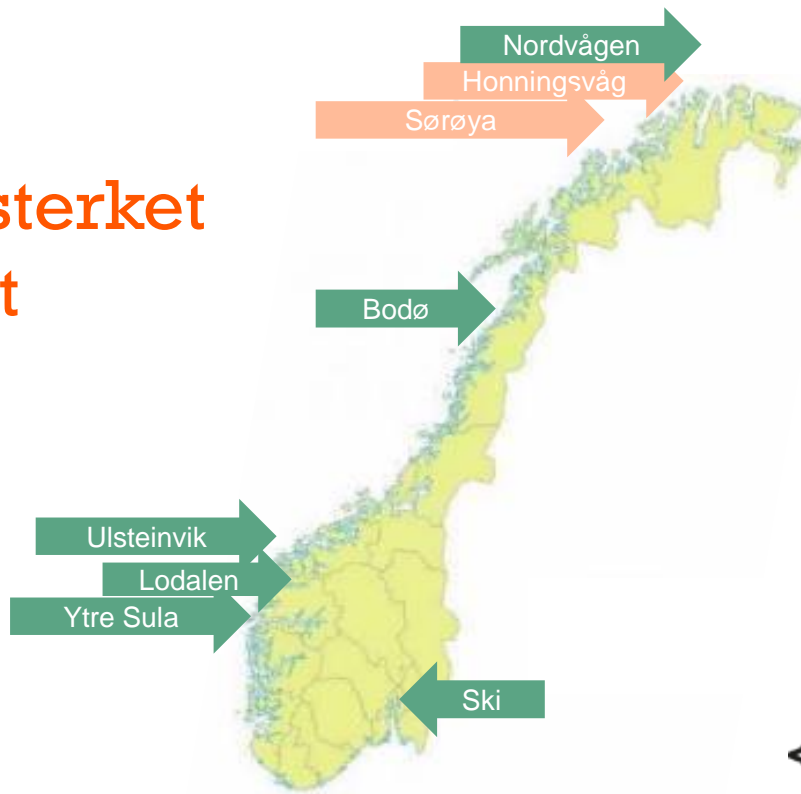 Nordvågen
Honningsvåg
Sørøya
sterket
t
Bodø
Ulsteinvik
Lodalen
Ytre Sula
Ski